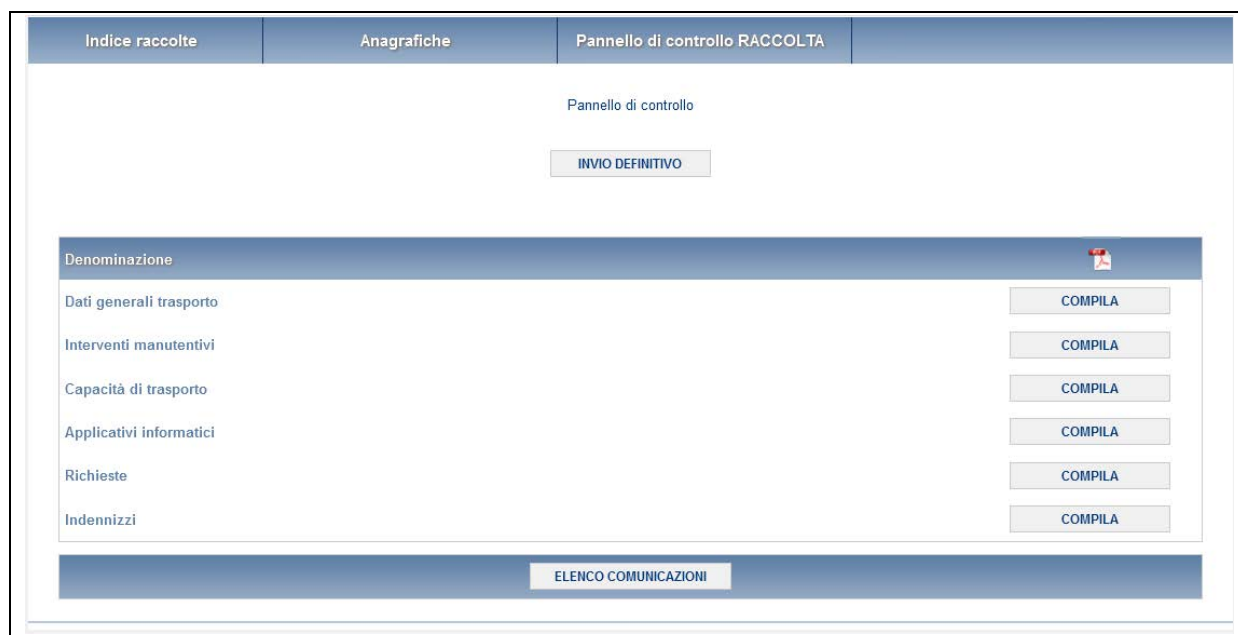 Indice raccolte Anagrafiche Pannello di controllo RACCOLTA
Pannello di controllo
INVIO DEFINITIVO
Denominazione
Dati generali trasporto COMPILA
Interventi manutentivi COMPILA
Capacità di trasporto COMPILA
Applicativi informatici COMPILA
Richieste COMPILA
Indennizzi COMPILA
ELENCO COMUNICAZIONI